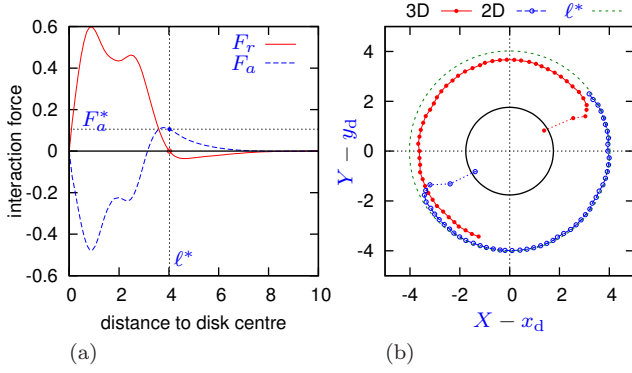 3D 2D ℓ*
0.6
0.4
0.2
0
-0.2
-0.4
-0.6
interaction force
F_r
F_a
F_a^*
ℓ*
0 2 4 6 8 10
distance to disk centre
(a)
4
2
0
-2
-4
Y − y_d
-4 -2 0 2 4
X − x_d
(b)